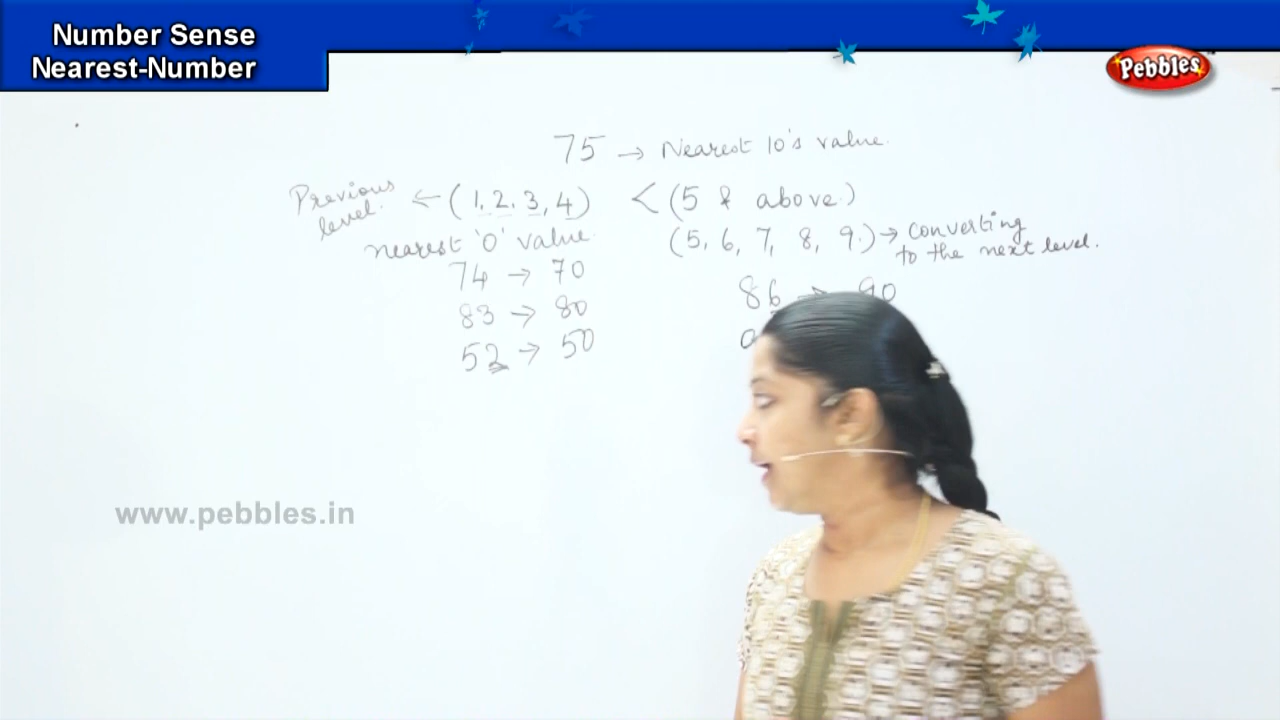 Number Sense
Nearest-Number
Pebbles
75 → Nearest 10's value.
Previous level. ← (1, 2, 3, 4) < (5 & above.)
nearest '0' value. (5, 6, 7, 8, 9.) → converting
to the next level.
74 → 70
83 → 80 86 → 90
52 → 50
www.pebbles.in